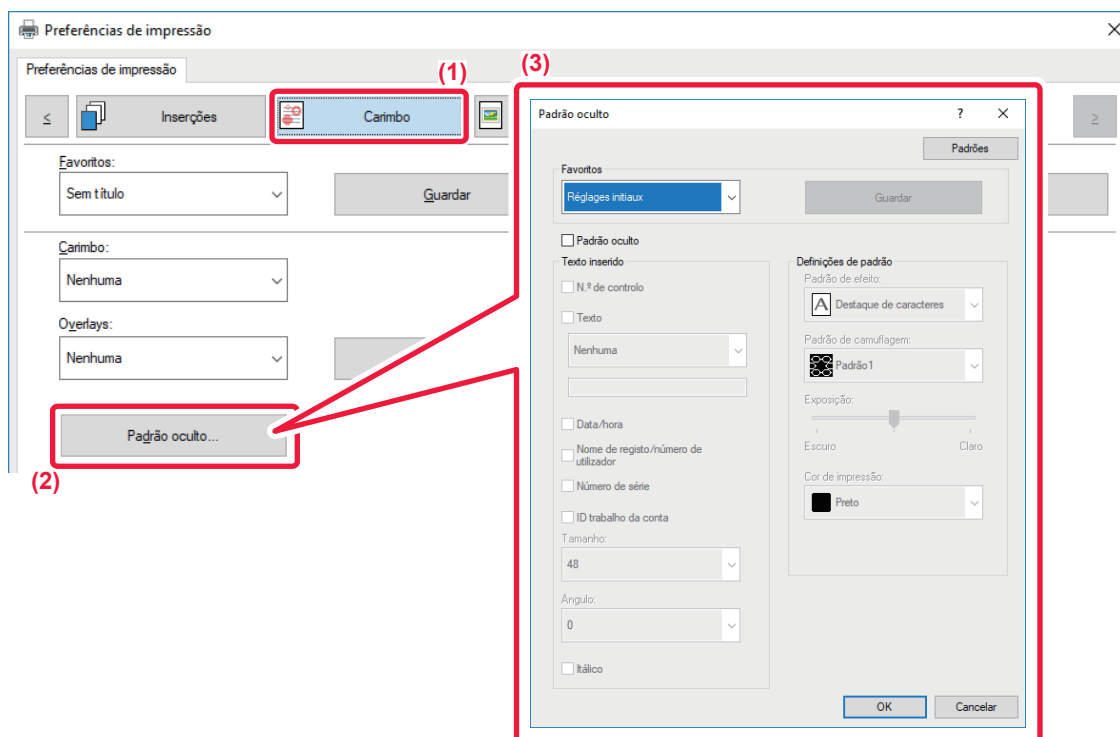 Preferências de impressão
Preferências de impressão
(1)
(3)
<
Inserções
Carimbo
>
Favoritos:
Sem título
Guardar
Carimbo:
Nenhuma
Overlays:
Nenhuma
Padrão oculto...
(2)
Padrão oculto
?
Padrões
Favoritos
Réglages initiaux
Guardar
Padrão oculto
Texto inserido
N.º de controlo
Texto
Nenhuma
Data/hora
Nome de registo/número de
utilizador
Número de série
ID trabalho da conta
Tamanho:
48
Angulo:
0
Itálico
Definições de padrão
Padrão de efeito:
A Destaque de caracteres
Padrão de camuflagem:
Padrão1
Exposição:
Escuro Claro
Cor de impressão:
Preto
OK
Cancelar